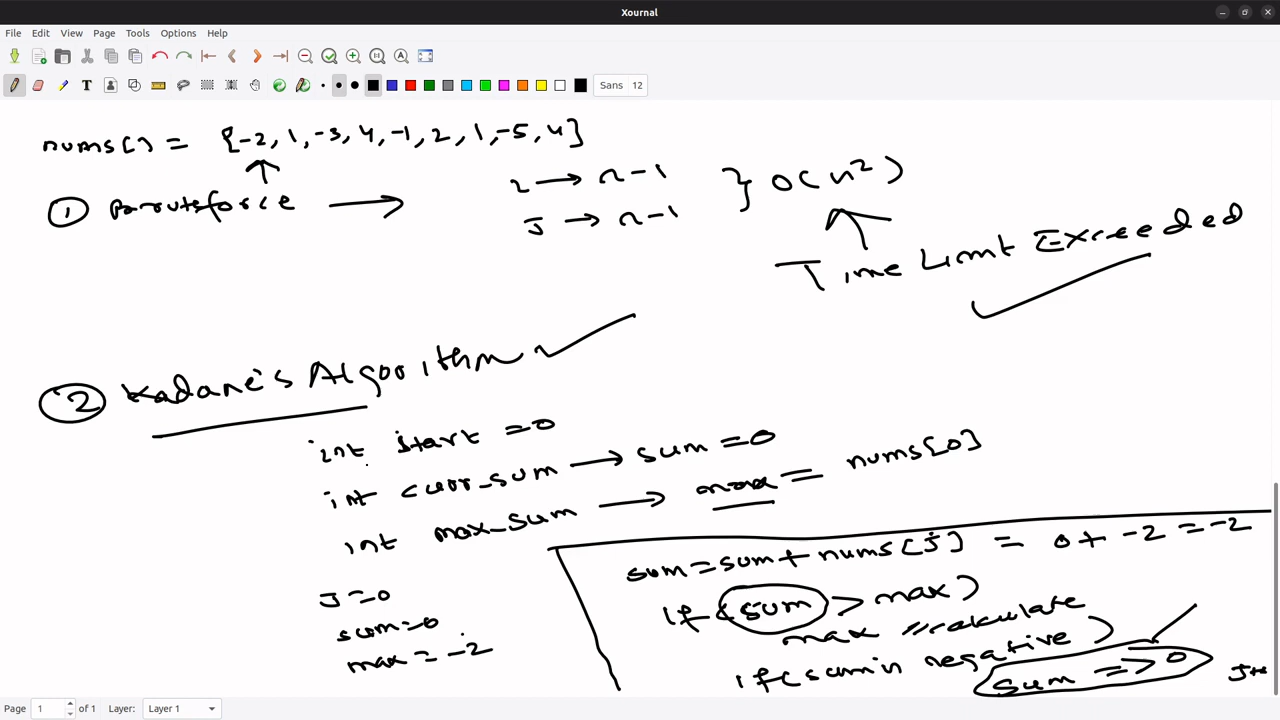 Xournal
File Edit View Page Tools Options Help
Sans 12
nums[] = {-2, 1, -3, 4, -1, 2, 1, -5, 4}
① Bruteforce → i → n-1 } O(n²)
J → n-1
Time Limit Exceeded
② Kadane's Algorithm
int start = 0
int curr_sum → sum = 0
int max_sum → max = nums[0]
sum = sum + nums[j] = 0 + -2 = -2
if (sum > max)
max // calculate
if (sum in negative)
sum => 0
J++
J = 0
sum = 0
max = -2
Page 1 of 1 Layer: Layer 1